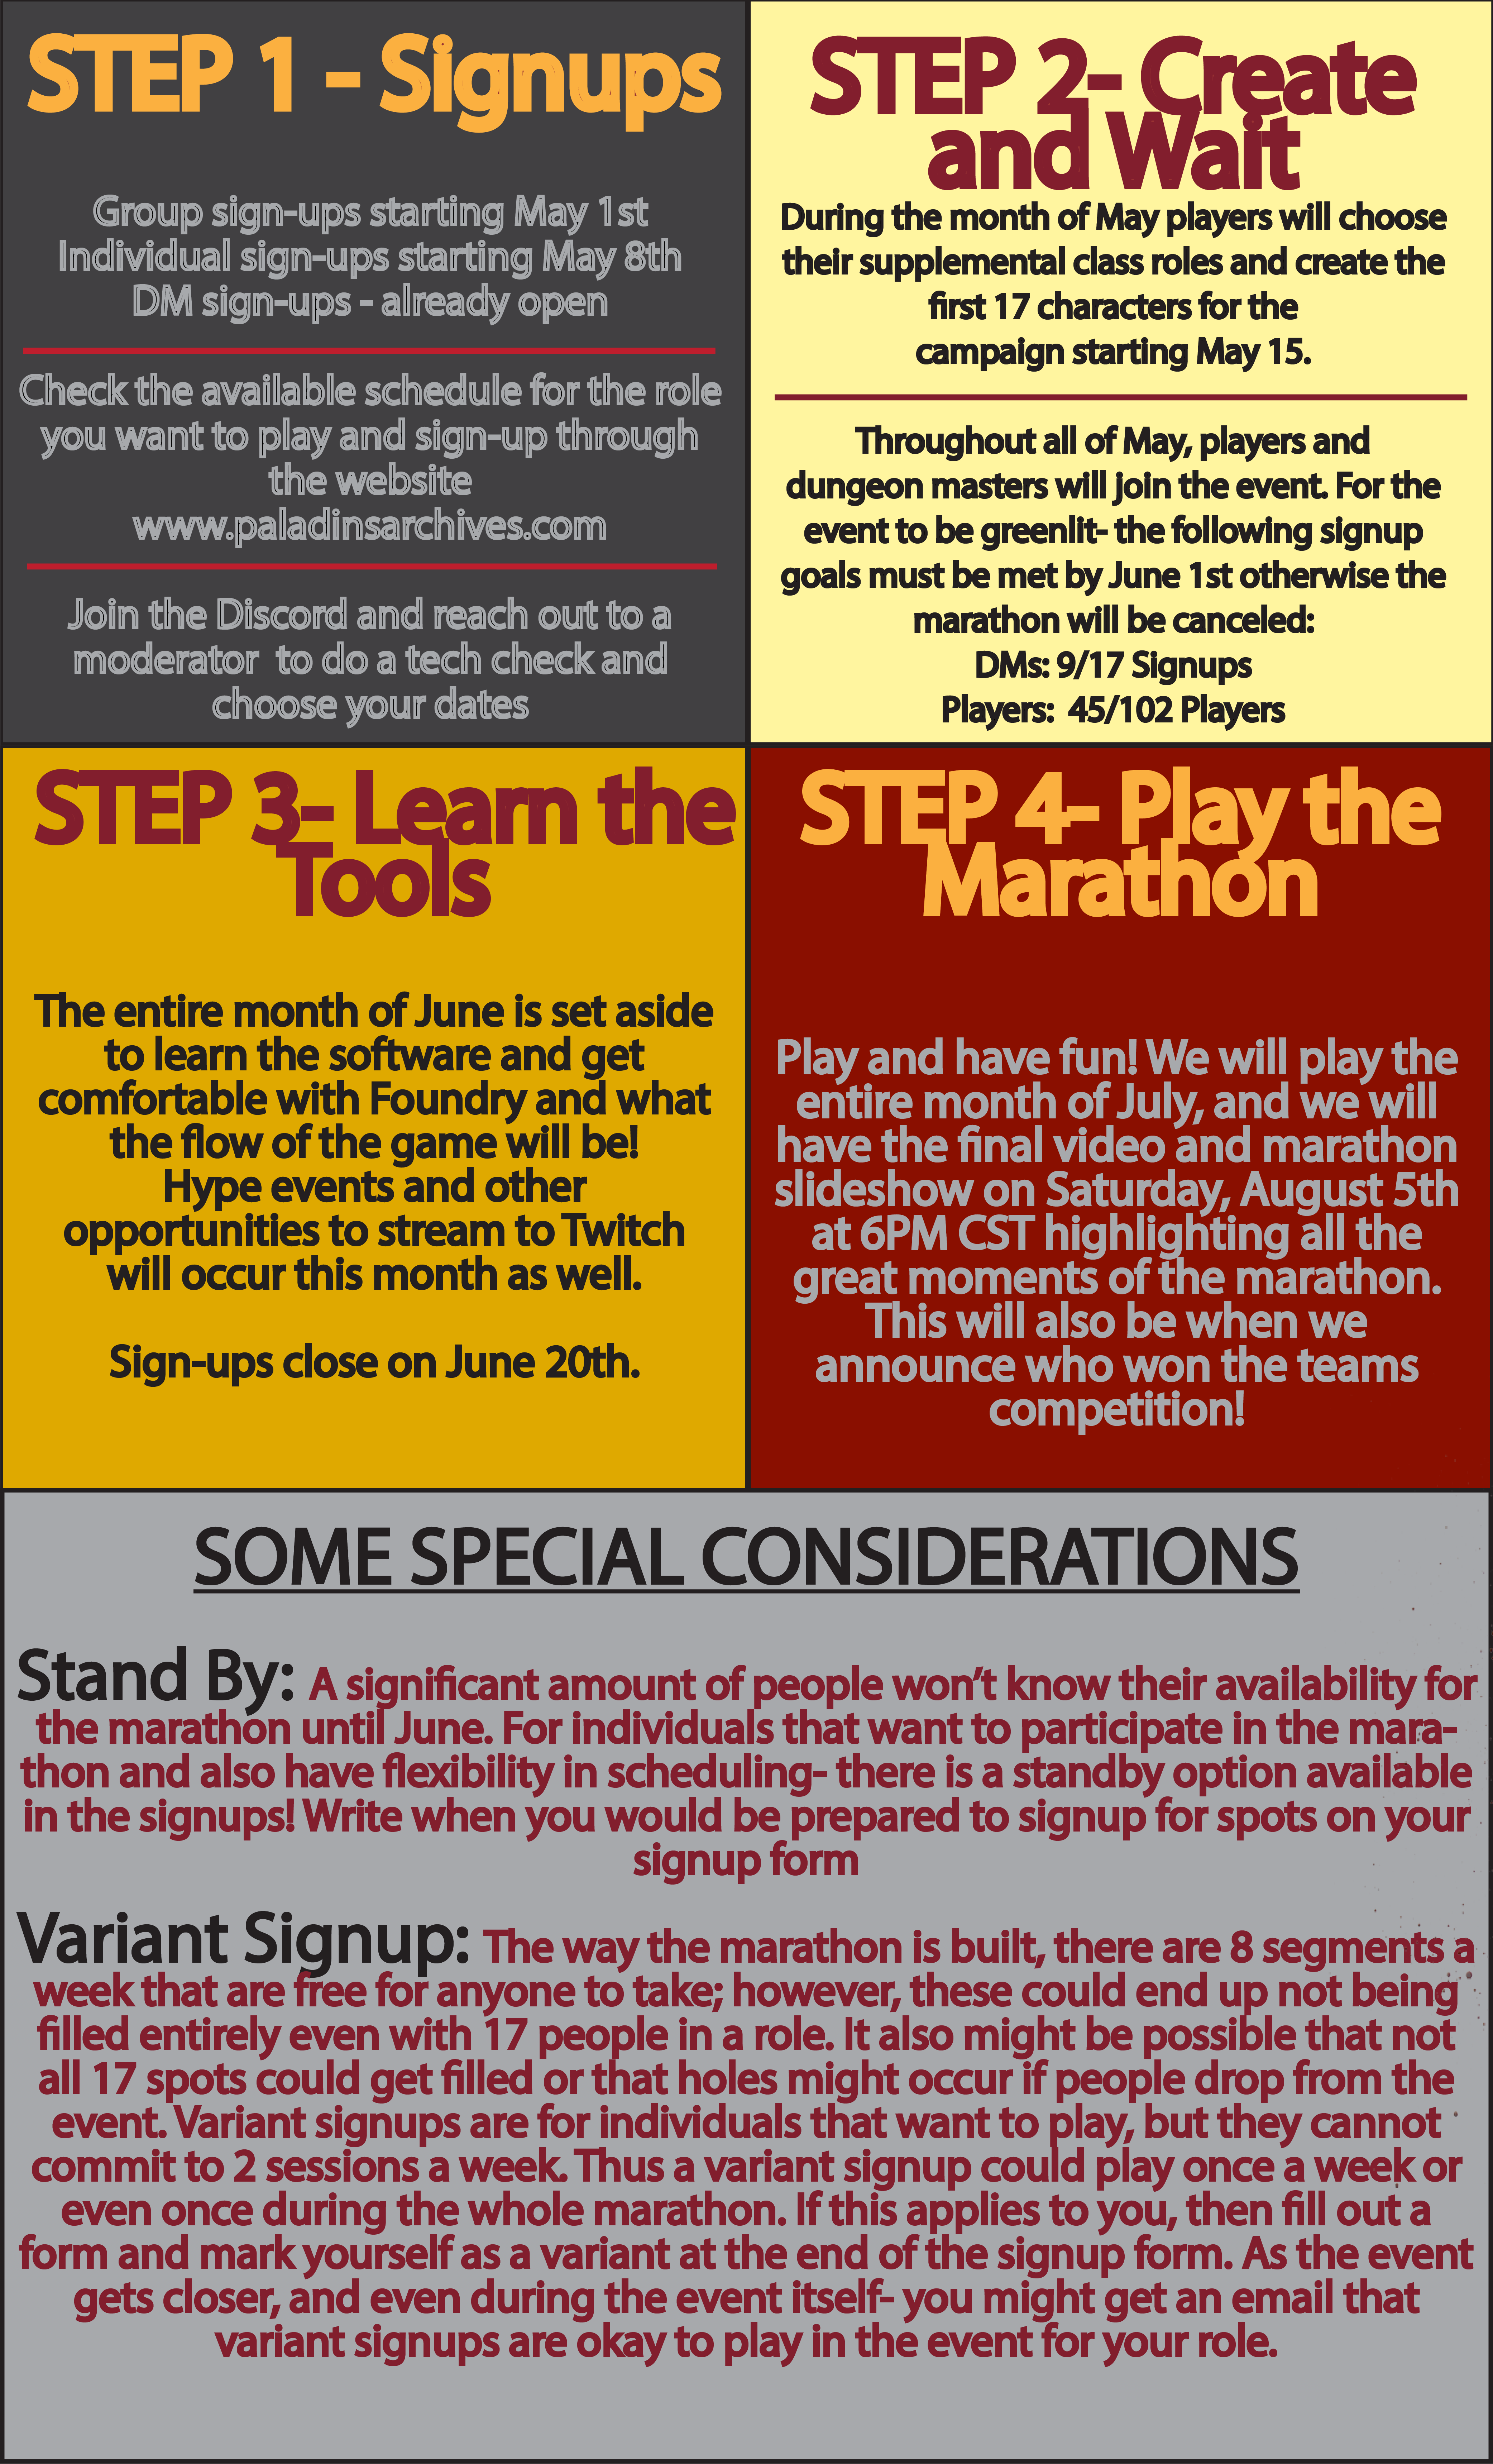 STEP 1 - Signups
Group sign-ups starting May 1st
Individual sign-ups starting May 8th
DM sign-ups - already open
Check the available schedule for the role
you want to play and sign-up through
the website
www.paladinsarchives.com
Join the Discord and reach out to a
moderator  to do a tech check and
choose your dates
STEP 2- Create
and Wait
During the month of May players will choose
their supplemental class roles and create the
first 17 characters for the
campaign starting May 15.
Throughout all of May, players and
dungeon masters will join the event. For the
event to be greenlit- the following signup
goals must be met by June 1st otherwise the
marathon will be canceled:
DMs: 9/17 Signups
Players:  45/102 Players
STEP 3- Learn the
Tools
The entire month of June is set aside
to learn the software and get
comfortable with Foundry and what
the flow of the game will be!
Hype events and other
opportunities to stream to Twitch
will occur this month as well.
Sign-ups close on June 20th.
STEP 4- Play the
Marathon
Play and have fun! We will play the
entire month of July, and we will
have the final video and marathon
slideshow on Saturday, August 5th
at 6PM CST highlighting all the
great moments of the marathon.
This will also be when we
announce who won the teams
competition!
SOME SPECIAL CONSIDERATIONS
Stand By: A significant amount of people won’t know their availability for
the marathon until June. For individuals that want to participate in the mara-
thon and also have flexibility in scheduling- there is a standby option available
in the signups! Write when you would be prepared to signup for spots on your
signup form
Variant Signup: The way the marathon is built, there are 8 segments a
week that are free for anyone to take; however, these could end up not being
filled entirely even with 17 people in a role. It also might be possible that not
all 17 spots could get filled or that holes might occur if people drop from the
event. Variant signups are for individuals that want to play, but they cannot
commit to 2 sessions a week. Thus a variant signup could play once a week or
even once during the whole marathon. If this applies to you, then fill out a
form and mark yourself as a variant at the end of the signup form. As the event
gets closer, and even during the event itself- you might get an email that
variant signups are okay to play in the event for your role.